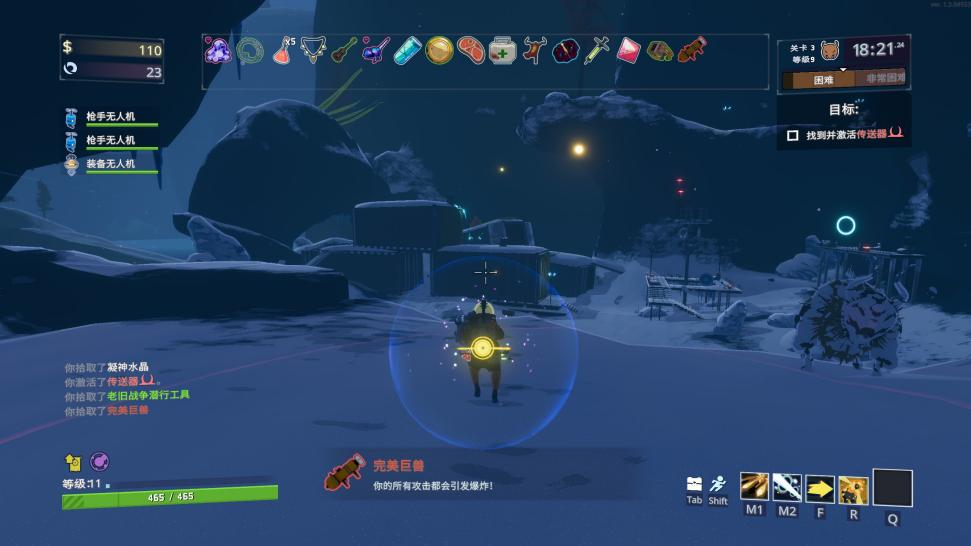 $ 110
23
x5
关卡 3
等级9
18:21.24
困难
非常困难
目标:
找到并激活传送器
枪手无人机
枪手无人机
装备无人机
你拾取了凝神水晶
你激活了传送器。
你拾取了老旧战争潜行工具
你拾取了完美巨兽
等级:11
465 / 465
完美巨兽
你的所有攻击都会引发爆炸!
Tab
Shift
M1
M2
F
R
Q